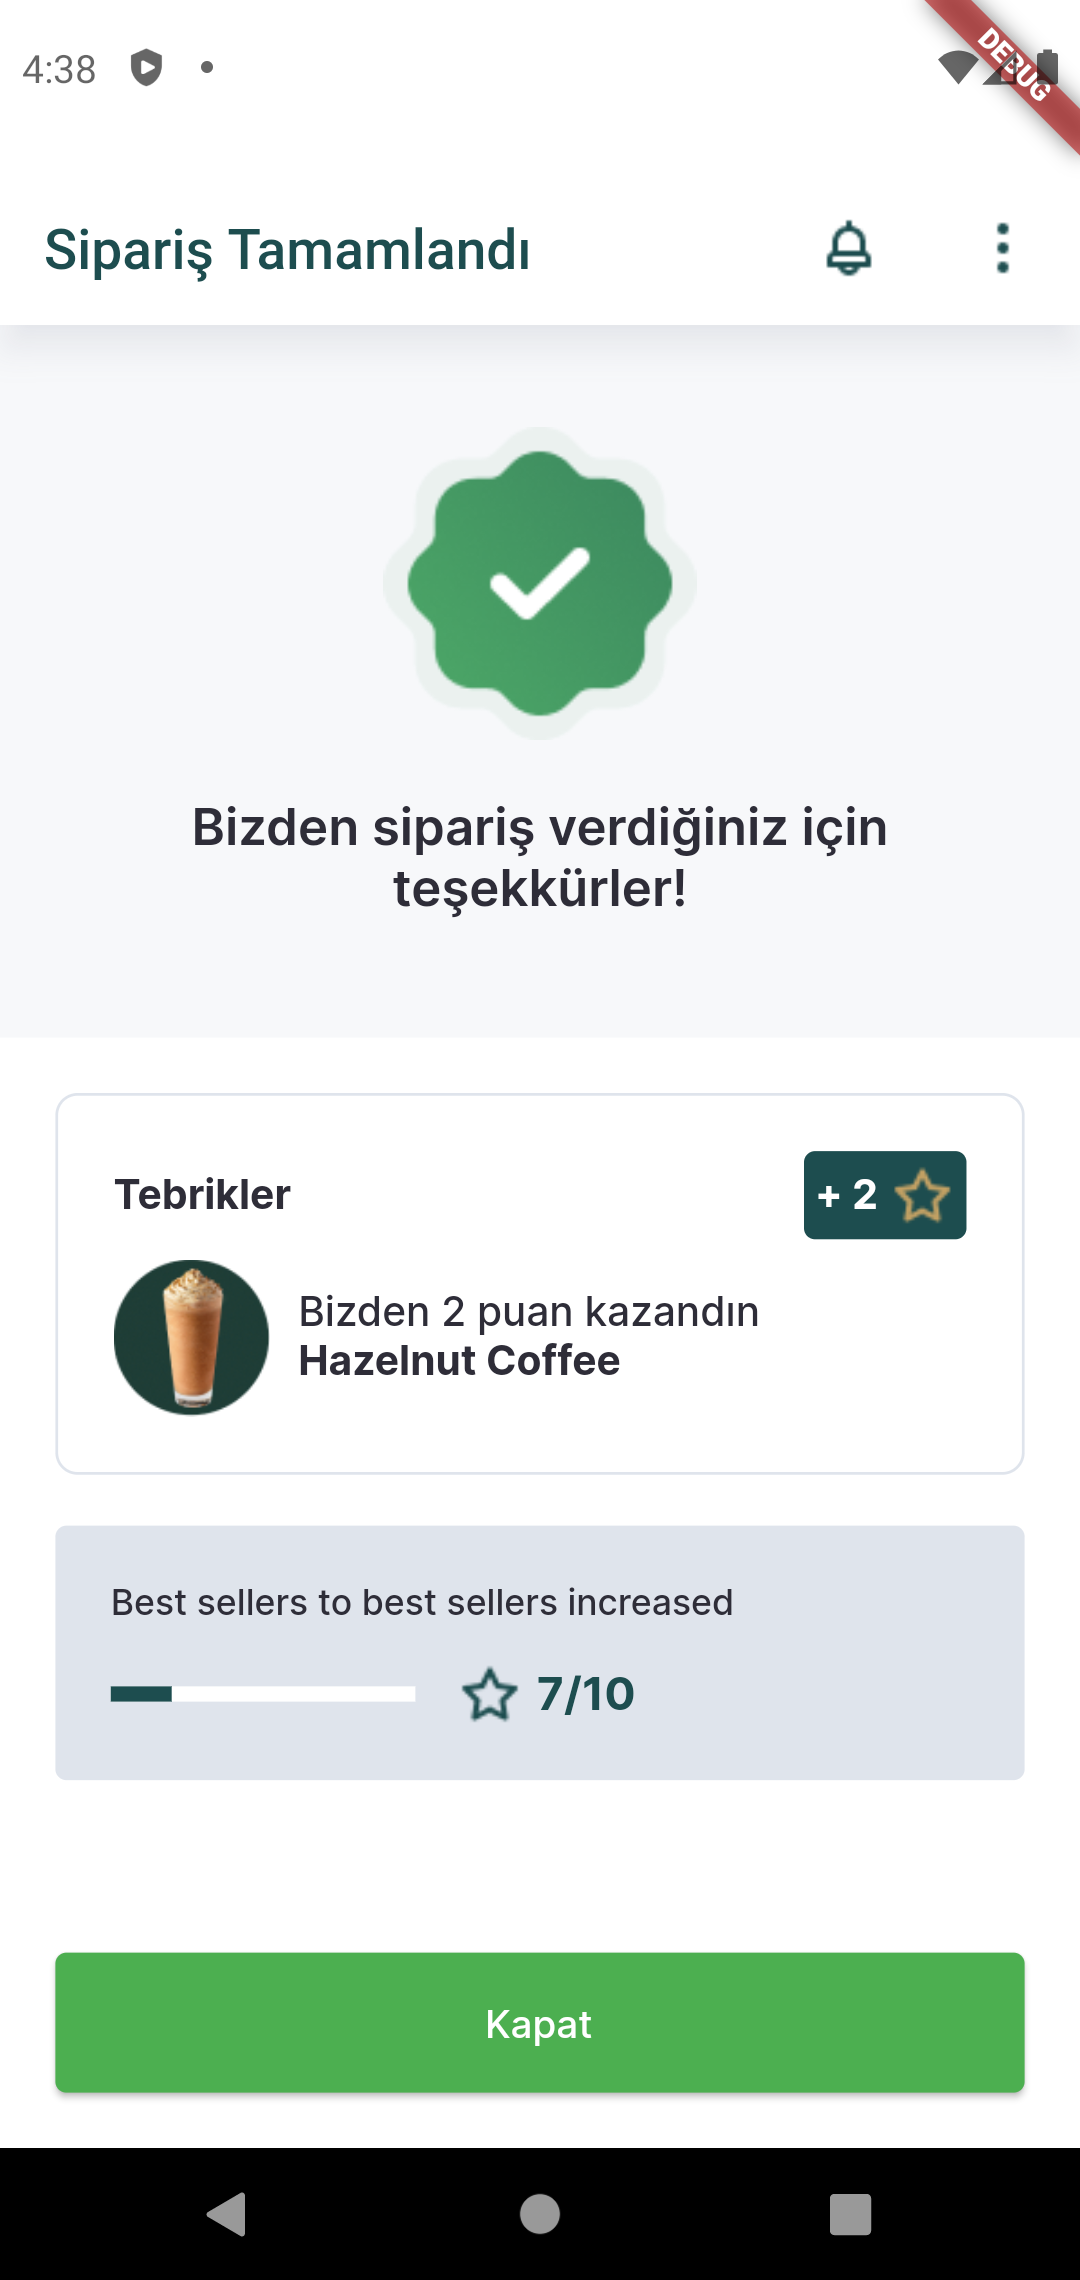 4:38
DEBUG
Sipariş Tamamlandı
Bizden sipariş verdiğiniz için
teşekkürler!
Tebrikler
+ 2
Bizden 2 puan kazandın
Hazelnut Coffee
Best sellers to best sellers increased
7/10
Kapat